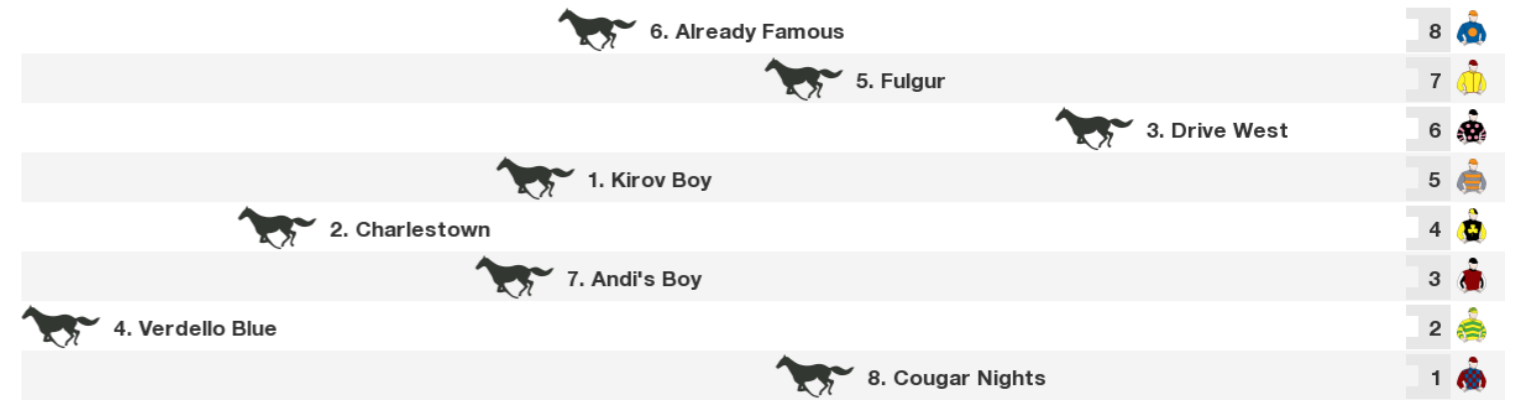 6. Already Famous 8
5. Fulgur 7
3. Drive West 6
1. Kirov Boy 5
2. Charlestown 4
7. Andi's Boy 3
4. Verdello Blue 2
8. Cougar Nights 1